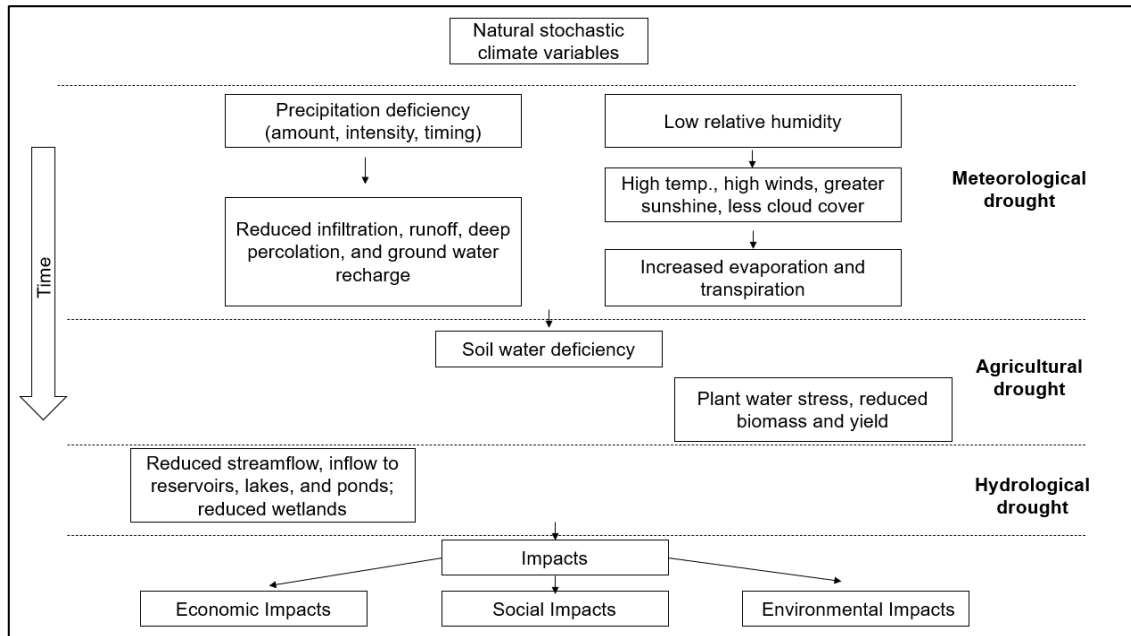 Natural stochastic
climate variables
Precipitation deficiency
(amount, intensity, timing)
Low relative humidity
High temp., high winds, greater
sunshine, less cloud cover
Meteorological
drought
Reduced infiltration, runoff, deep
percolation, and ground water
recharge
Increased evaporation and
transpiration
Time
Soil water deficiency
Agricultural
drought
Plant water stress, reduced
biomass and yield
Reduced streamflow, inflow to
reservoirs, lakes, and ponds;
reduced wetlands
Hydrological
drought
Impacts
Economic Impacts
Social Impacts
Environmental Impacts